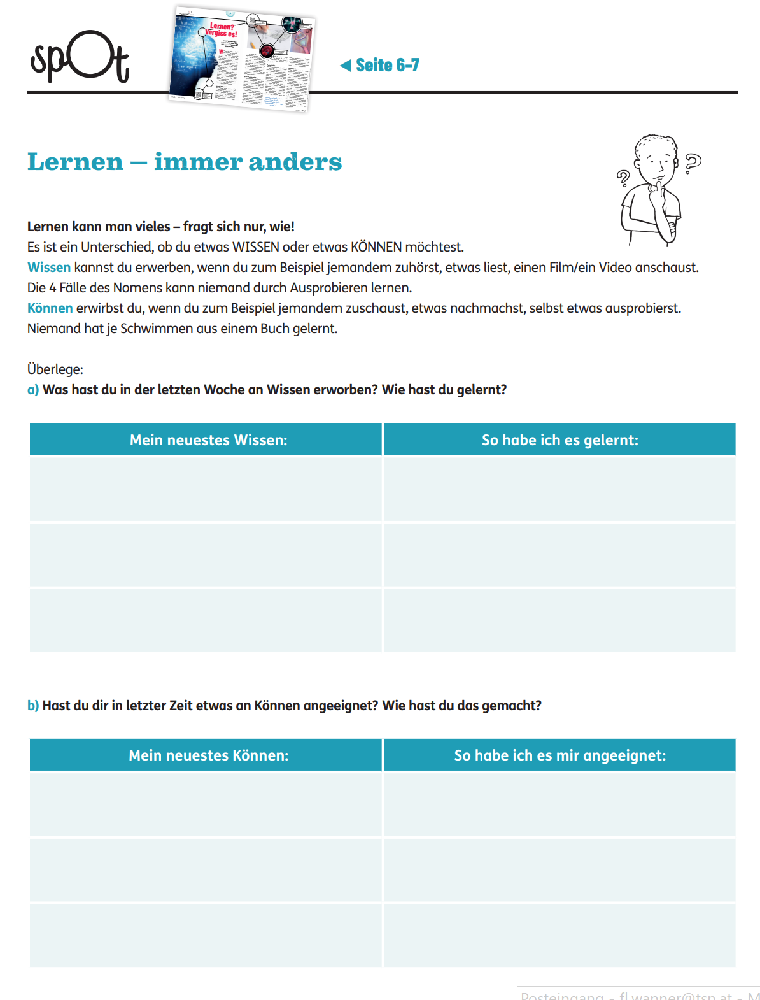 spOt
Lernen?
Vergiss es!
Seite 6-7
Lernen – immer anders
Lernen kann man vieles – fragt sich nur, wie!
Es ist ein Unterschied, ob du etwas WISSEN oder etwas KÖNNEN möchtest.
Wissen kannst du erwerben, wenn du zum Beispiel jemandem zuhörst, etwas liest, einen Film/ein Video anschaust.
Die 4 Fälle des Nomens kann niemand durch Ausprobieren lernen.
Können erwirbst du, wenn du zum Beispiel jemandem zuschaust, etwas nachmachst, selbst etwas ausprobierst.
Niemand hat je Schwimmen aus einem Buch gelernt.
Überlege:
a) Was hast du in der letzten Woche an Wissen erworben? Wie hast du gelernt?
Mein neuestes Wissen:
So habe ich es gelernt:
b) Hast du dir in letzter Zeit etwas an Können angeeignet? Wie hast du das gemacht?
Mein neuestes Können:
So habe ich es mir angeeignet:
Posteingang - fl.wanner@tsn.at - M